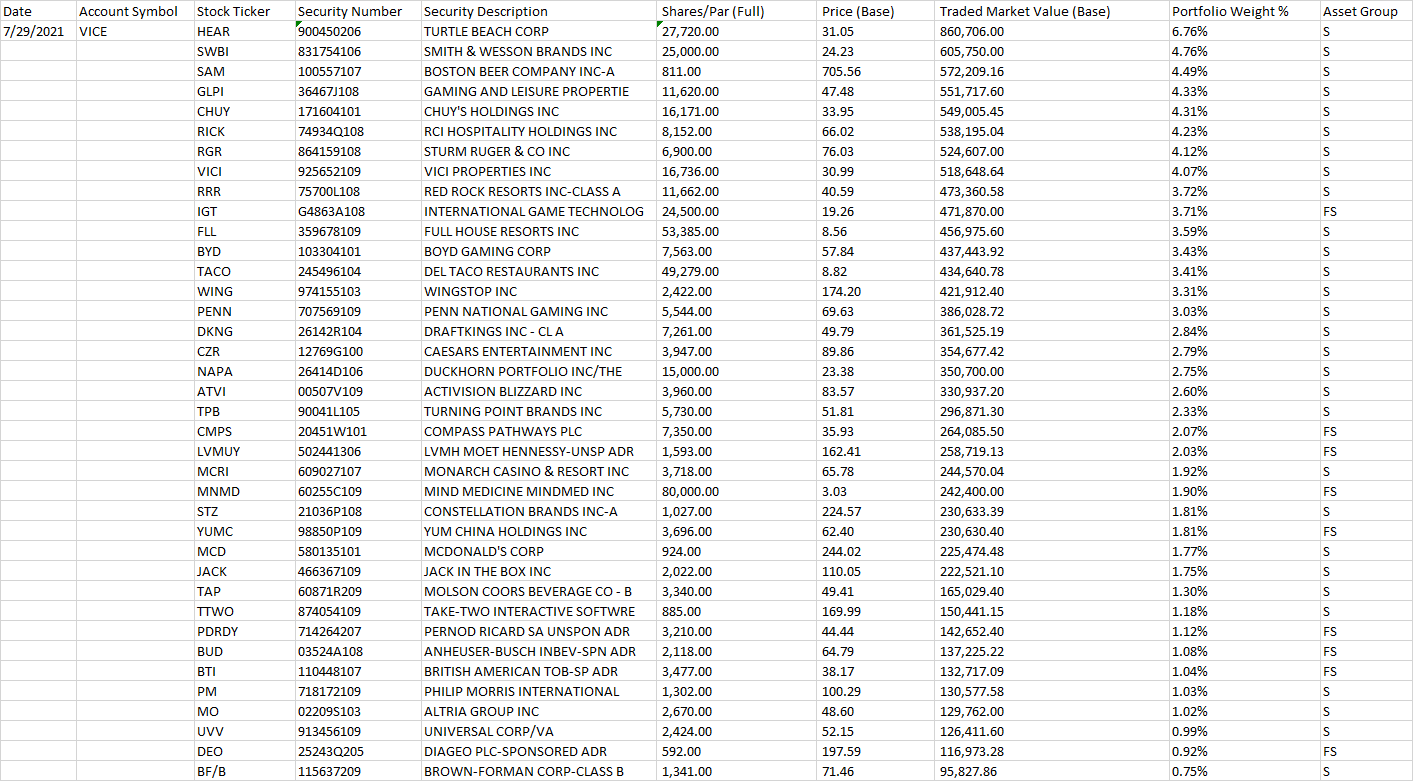 Date Account Symbol Stock Ticker Security Number Security Description Shares/Par (Full) Price (Base) Traded Market Value (Base) Portfolio Weight % Asset Group
7/29/2021 VICE HEAR 900450206 TURTLE BEACH CORP 27,720.00 31.05 860,706.00 6.76% S
SWBI 831754106 SMITH & WESSON BRANDS INC 25,000.00 24.23 605,750.00 4.76% S
SAM 100557107 BOSTON BEER COMPANY INC-A 811.00 705.56 572,209.16 4.49% S
GLPI 36467J108 GAMING AND LEISURE PROPERTIE 11,620.00 47.48 551,717.60 4.33% S
CHUY 171604101 CHUY'S HOLDINGS INC 16,171.00 33.95 549,005.45 4.31% S
RICK 74934Q108 RCI HOSPITALITY HOLDINGS INC 8,152.00 66.02 538,195.04 4.23% S
RGR 864159108 STURM RUGER & CO INC 6,900.00 76.03 524,607.00 4.12% S
VICI 925652109 VICI PROPERTIES INC 16,736.00 30.99 518,648.64 4.07% S
RRR 75700L108 RED ROCK RESORTS INC-CLASS A 11,662.00 40.59 473,360.58 3.72% S
IGT G4863A108 INTERNATIONAL GAME TECHNOLOG 24,500.00 19.26 471,870.00 3.71% FS
FLL 359678109 FULL HOUSE RESORTS INC 53,385.00 8.56 456,975.60 3.59% S
BYD 103304101 BOYD GAMING CORP 7,563.00 57.84 437,443.92 3.43% S
TACO 245496104 DEL TACO RESTAURANTS INC 49,279.00 8.82 434,640.78 3.41% S
WING 974155103 WINGSTOP INC 2,422.00 174.20 421,912.40 3.31% S
PENN 707569109 PENN NATIONAL GAMING INC 5,544.00 69.63 386,028.72 3.03% S
DKNG 26142R104 DRAFTKINGS INC - CL A 7,261.00 49.79 361,525.19 2.84% S
CZR 12769G100 CAESARS ENTERTAINMENT INC 3,947.00 89.86 354,677.42 2.79% S
NAPA 26414D106 DUCKHORN PORTFOLIO INC/THE 15,000.00 23.38 350,700.00 2.75% S
ATVI 00507V109 ACTIVISION BLIZZARD INC 3,960.00 83.57 330,937.20 2.60% S
TPB 90041L105 TURNING POINT BRANDS INC 5,730.00 51.81 296,871.30 2.33% S
CMPS 20451W101 COMPASS PATHWAYS PLC 7,350.00 35.93 264,085.50 2.07% FS
LVMUY 502441306 LVMH MOET HENNESSY-UNSP ADR 1,593.00 162.41 258,719.13 2.03% FS
MCRI 609027107 MONARCH CASINO & RESORT INC 3,718.00 65.78 244,570.04 1.92% S
MNMD 60255C109 MIND MEDICINE MINDMED INC 80,000.00 3.03 242,400.00 1.90% FS
STZ 21036P108 CONSTELLATION BRANDS INC-A 1,027.00 224.57 230,633.39 1.81% S
YUMC 98850P109 YUM CHINA HOLDINGS INC 3,696.00 62.40 230,630.40 1.81% FS
MCD 580135101 MCDONALD'S CORP 924.00 244.02 225,474.48 1.77% S
JACK 466367109 JACK IN THE BOX INC 2,022.00 110.05 222,521.10 1.75% S
TAP 60871R209 MOLSON COORS BEVERAGE CO - B 3,340.00 49.41 165,029.40 1.30% S
TTWO 874054109 TAKE-TWO INTERACTIVE SOFTWRE 885.00 169.99 150,441.15 1.18% S
PDRDY 714264207 PERNOD RICARD SA UNSPON ADR 3,210.00 44.44 142,652.40 1.12% FS
BUD 03524A108 ANHEUSER-BUSCH INBEV-SPN ADR 2,118.00 64.79 137,225.22 1.08% FS
BTI 110448107 BRITISH AMERICAN TOB-SP ADR 3,477.00 38.17 132,717.09 1.04% FS
PM 718172109 PHILIP MORRIS INTERNATIONAL 1,302.00 100.29 130,577.58 1.03% S
MO 02209S103 ALTRIA GROUP INC 2,670.00 48.60 129,762.00 1.02% S
UVV 913456109 UNIVERSAL CORP/VA 2,424.00 52.15 126,411.60 0.99% S
DEO 25243Q205 DIAGEO PLC-SPONSORED ADR 592.00 197.59 116,973.28 0.92% FS
BF/B 115637209 BROWN-FORMAN CORP-CLASS B 1,341.00 71.46 95,827.86 0.75% S